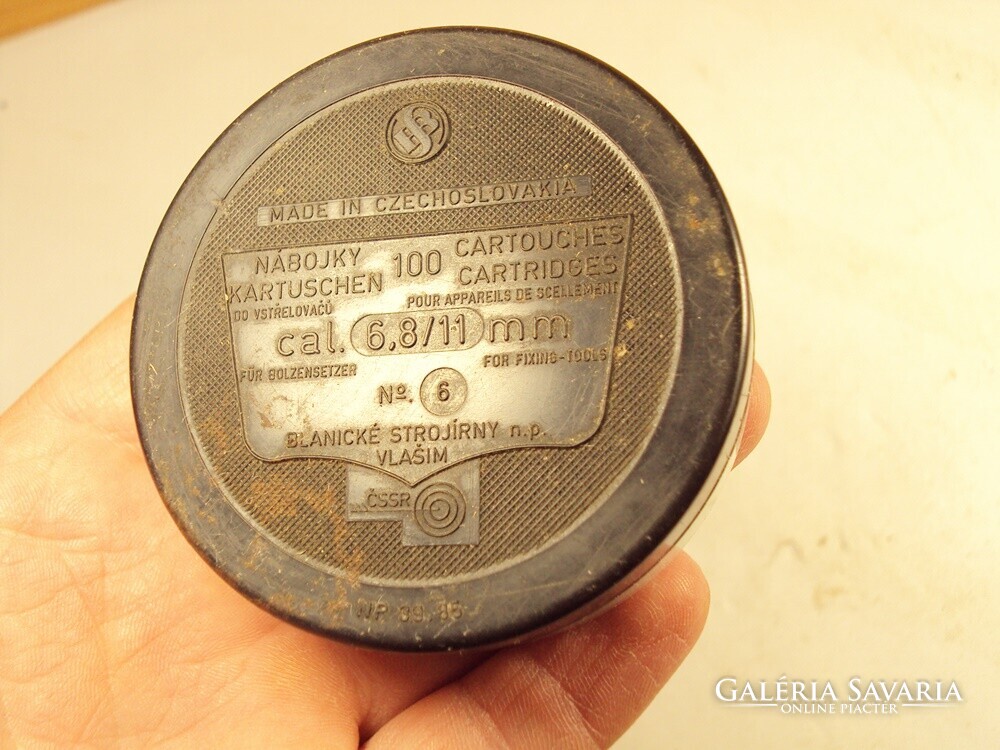 MADE IN CZECHOSLOVAKIA
NÁBOJKY 100 CARTOUCHES
KARTUSCHEN CARTRIDGES
DO VSTŘELOVAČŮ POUR APPAREILS DE SCELLEMENT
cal. 6,8/11 mm
FÜR BOLZENSETZER FOR FIXING-TOOLS
Nº. 6
BLANICKÉ STROJÍRNY n.p.
VLAŠIM
ČSSR
GALÉRIA SAVARIA
ONLINE PIACTÉR